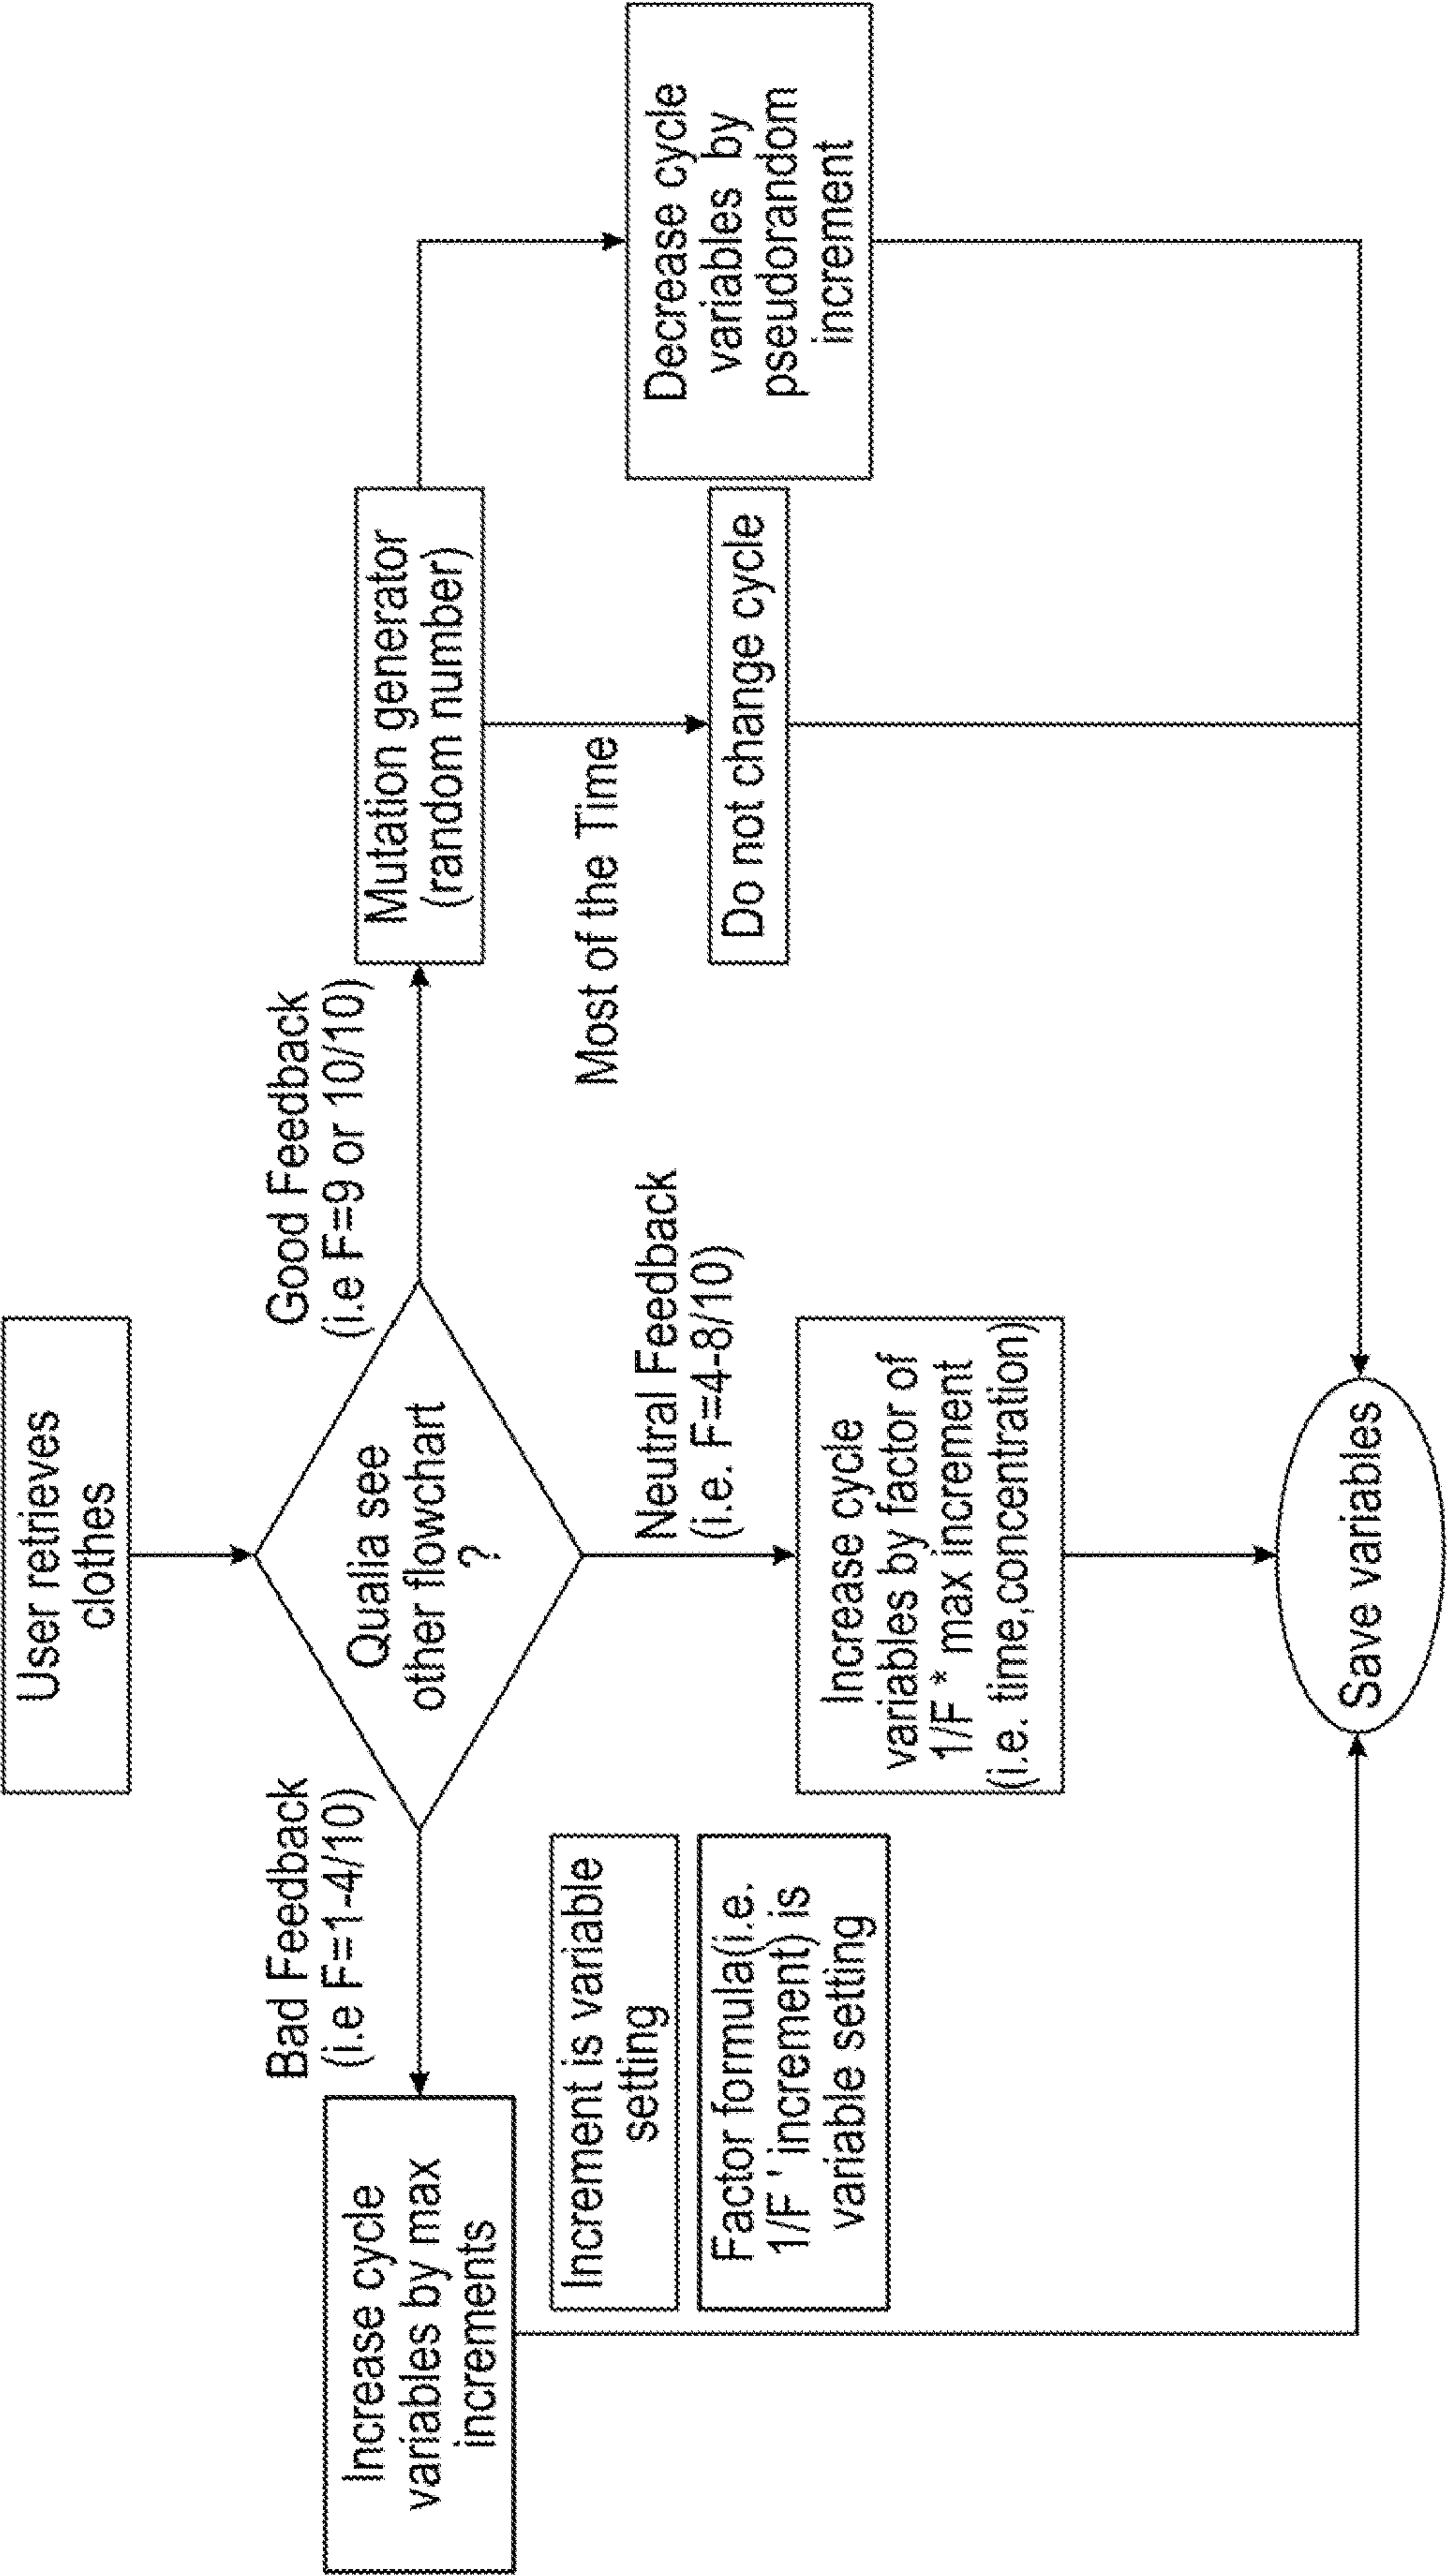 User retrieves
clothes
Qualia see
other flowchart
?
Bad Feedback
(i.e F=1-4/10)
Good Feedback
(i.e F=9 or 10/10)
Neutral Feedback
(i.e. F=4-8/10)
Increase cycle
variables by max
increments
Increment is variable
setting
Factor formula(i.e.
1/F ' increment) is
variable setting
Increase cycle
variables by factor of
1/F * max increment
(i.e. time,concentration)
Mutation generator
(random number)
Most of the Time
Do not change cycle
Decrease cycle
variables by
pseudorandom
increment
Save variables